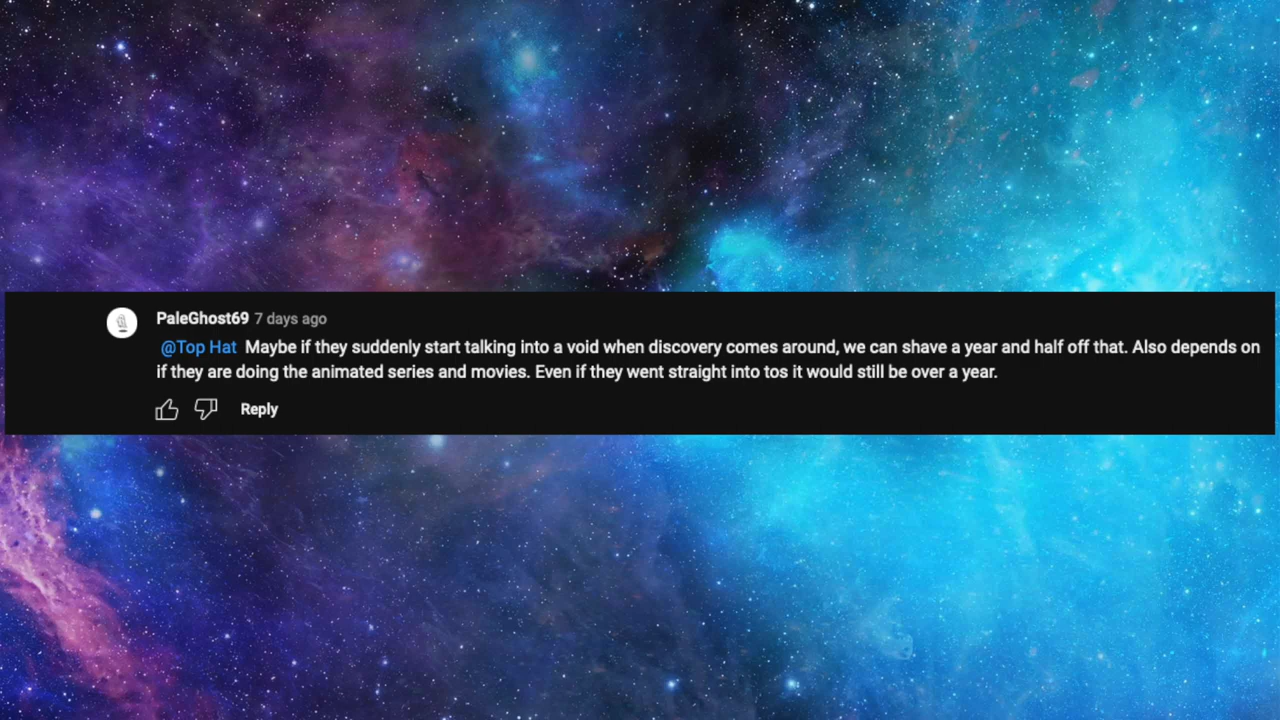 PaleGhost69 7 days ago
@Top Hat Maybe if they suddenly start talking into a void when discovery comes around, we can shave a year and half off that. Also depends on
if they are doing the animated series and movies. Even if they went straight into tos it would still be over a year.
Reply